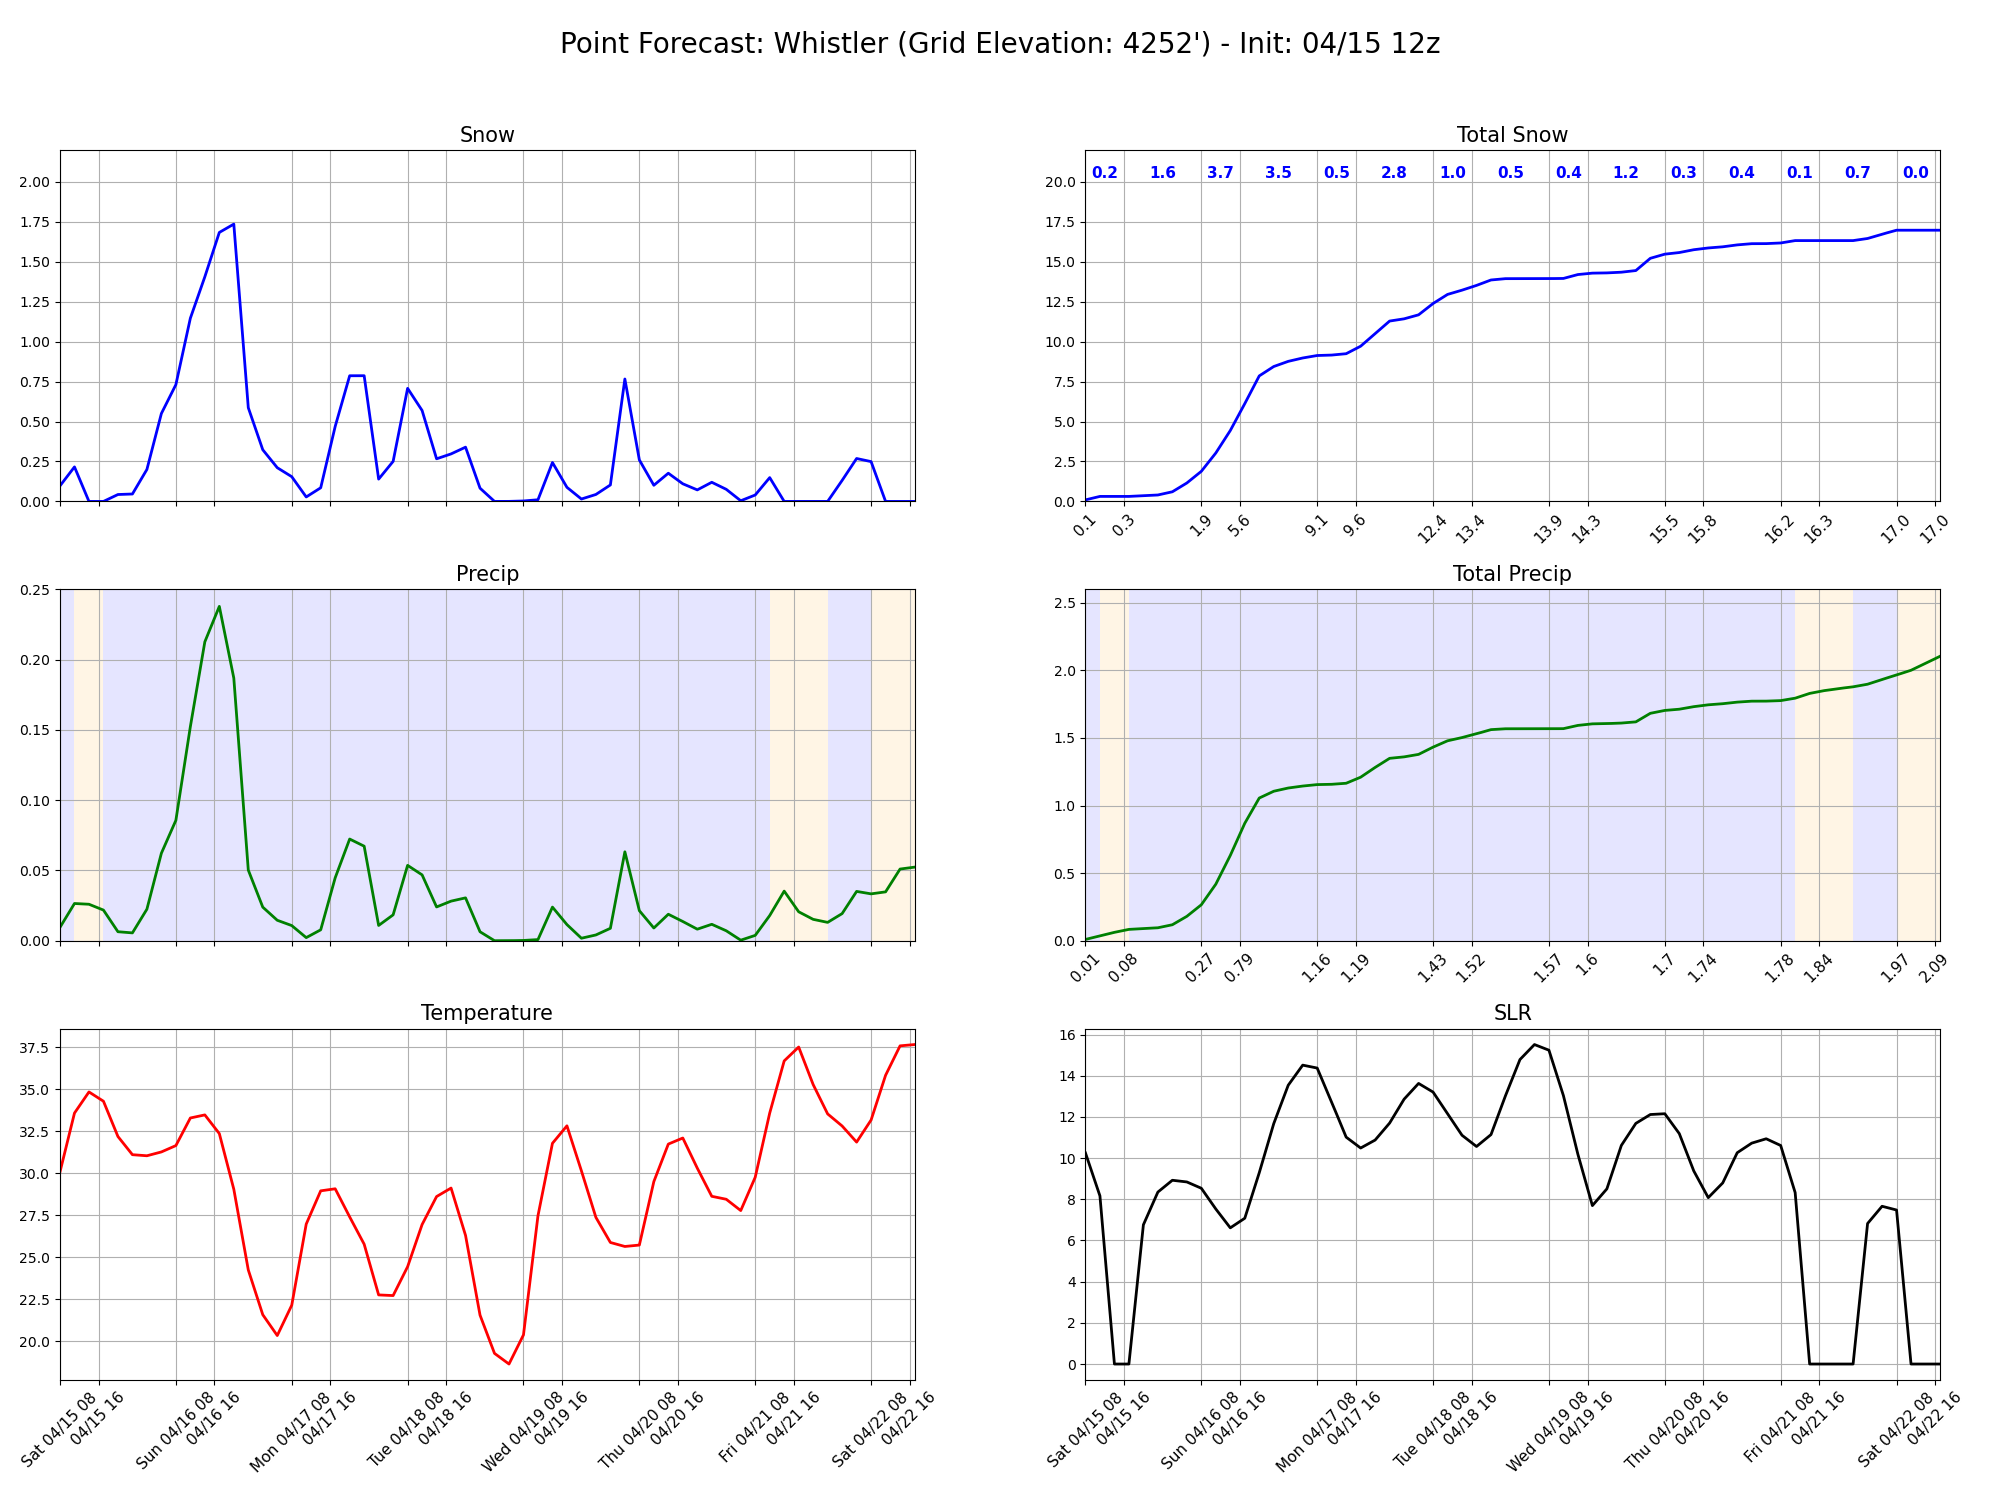 Point Forecast: Whistler (Grid Elevation: 4252') - Init: 04/15 12z
Snow
2.00
1.75
1.50
1.25
1.00
0.75
0.50
0.25
0.00
Total Snow
0.2 1.6 3.7 3.5 0.5 2.8 1.0 0.5 0.4 1.2 0.3 0.4 0.1 0.7 0.0
20.0
17.5
15.0
12.5
10.0
7.5
5.0
2.5
0.0
0.1 0.3 1.9 5.6 9.1 9.6 12.4 13.4 13.9 14.3 15.5 15.8 16.2 16.3 17.0 17.0
Precip
0.25
0.20
0.15
0.10
0.05
0.00
Total Precip
2.5
2.0
1.5
1.0
0.5
0.0
0.01 0.08 0.27 0.79 1.16 1.19 1.43 1.52 1.57 1.6 1.7 1.74 1.78 1.84 1.97 2.09
Temperature
37.5
35.0
32.5
30.0
27.5
25.0
22.5
20.0
Sat 04/15 08
04/15 16
Sun 04/16 08
04/16 16
Mon 04/17 08
04/17 16
Tue 04/18 08
04/18 16
Wed 04/19 08
04/19 16
Thu 04/20 08
04/20 16
Fri 04/21 08
04/21 16
Sat 04/22 08
04/22 16
SLR
16
14
12
10
8
6
4
2
0
Sat 04/15 08
04/15 16
Sun 04/16 08
04/16 16
Mon 04/17 08
04/17 16
Tue 04/18 08
04/18 16
Wed 04/19 08
04/19 16
Thu 04/20 08
04/20 16
Fri 04/21 08
04/21 16
Sat 04/22 08
04/22 16